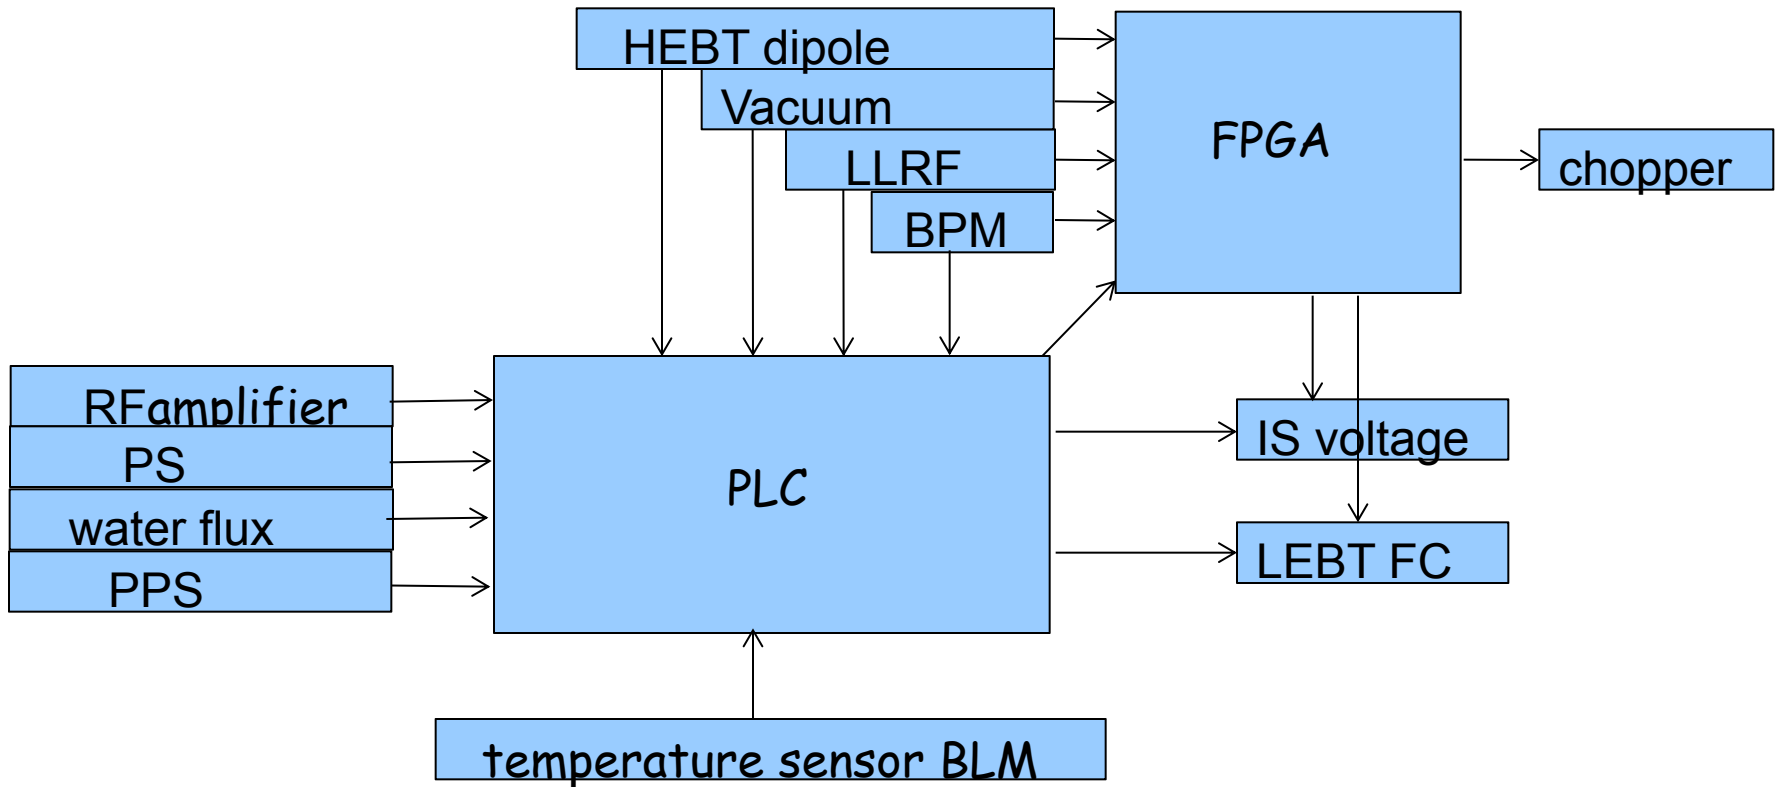 HEBT dipole
Vacuum
LLRF
BPM
FPGA
chopper
RFamplifier
PS
water flux
PPS
PLC
IS voltage
LEBT FC
temperature sensor BLM